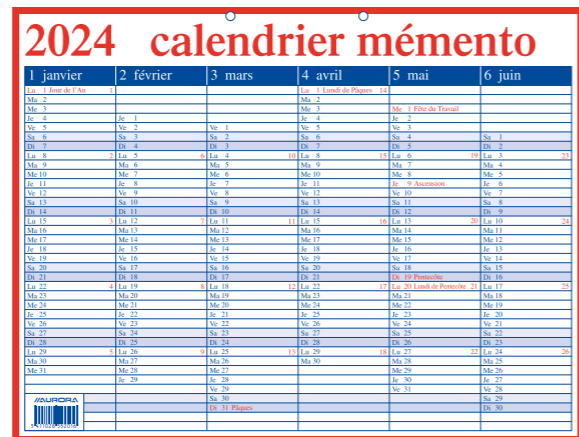 2024 calendrier mémento
1 janvier
Lu 1 Jour de l'An 1
Ma 2
Me 3
Je 4
Ve 5
Sa 6
Di 7
Lu 8 2
Ma 9
Me 10
Je 11
Ve 12
Sa 13
Di 14
Lu 15 3
Ma 16
Me 17
Je 18
Ve 19
Sa 20
Di 21
Lu 22 4
Ma 23
Me 24
Je 25
Ve 26
Sa 27
Di 28
Lu 29 5
Ma 30
Me 31
AURORA
2 février
Je 1
Ve 2
Sa 3
Di 4
Lu 5 6
Ma 6
Me 7
Je 8
Ve 9
Sa 10
Di 11
Lu 12 7
Ma 13
Me 14
Je 15
Ve 16
Sa 17
Di 18
Lu 19 8
Ma 20
Me 21
Je 22
Ve 23
Sa 24
Di 25
Lu 26 9
Ma 27
Me 28
Je 29
3 mars
Ve 1
Sa 2
Di 3
Lu 4 10
Ma 5
Me 6
Je 7
Ve 8
Sa 9
Di 10
Lu 11 11
Ma 12
Me 13
Je 14
Ve 15
Sa 16
Di 17
Lu 18 12
Ma 19
Me 20
Je 21
Ve 22
Sa 23
Di 24
Lu 25 13
Ma 26
Me 27
Je 28
Ve 29
Sa 30
Di 31 Pâques
4 avril
Lu 1 Lundi de Pâques 14
Ma 2
Me 3
Je 4
Ve 5
Sa 6
Di 7
Lu 8 15
Ma 9
Me 10
Je 11
Ve 12
Sa 13
Di 14
Lu 15 16
Ma 16
Me 17
Je 18
Ve 19
Sa 20
Di 21
Lu 22 17
Ma 23
Me 24
Je 25
Ve 26
Sa 27
Di 28
Lu 29 18
Ma 30
5 mai
Me 1 Fête du Travail
Je 2
Ve 3
Sa 4
Di 5
Lu 6 19
Ma 7
Me 8
Je 9 Ascension
Ve 10
Sa 11
Di 12
Lu 13 20
Ma 14
Me 15
Je 16
Ve 17
Sa 18
Di 19 Pentecôte
Lu 20 Lundi de Pentecôte 21
Ma 21
Me 22
Je 23
Ve 24
Sa 25
Di 26
Lu 27 22
Ma 28
Me 29
Je 30
Ve 31
6 juin
Sa 1
Di 2
Lu 3 23
Ma 4
Me 5
Je 6
Ve 7
Sa 8
Di 9
Lu 10 24
Ma 11
Me 12
Je 13
Ve 14
Sa 15
Di 16
Lu 17 25
Ma 18
Me 19
Je 20
Ve 21
Sa 22
Di 23
Lu 24 26
Ma 25
Me 26
Je 27
Ve 28
Sa 29
Di 30